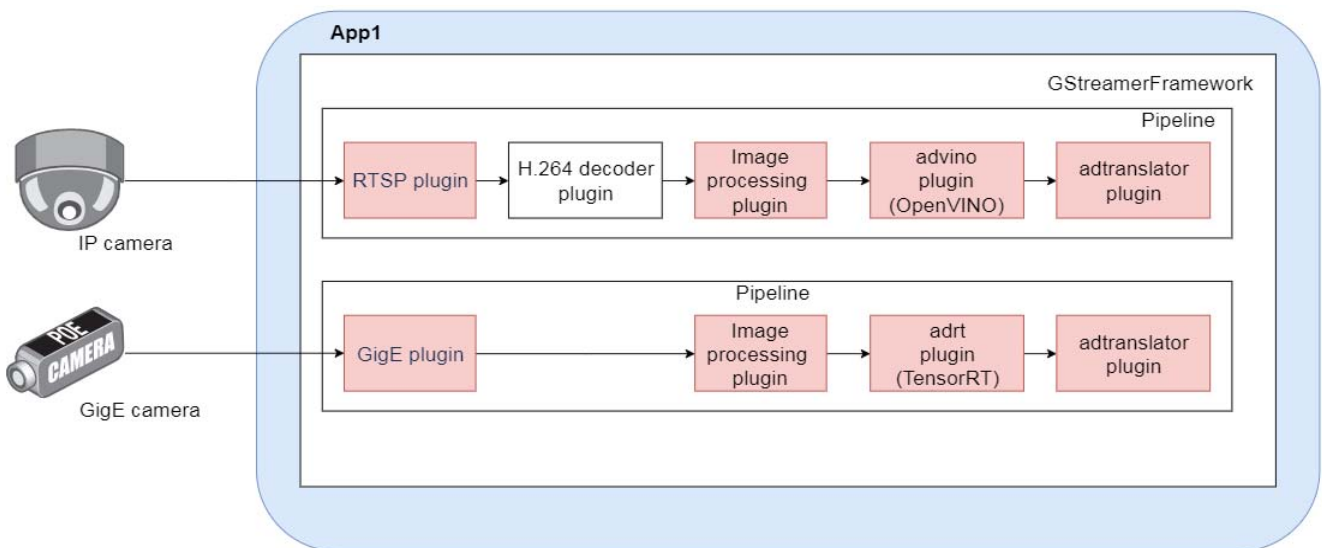 App1
GStreamerFramework
Pipeline
RTSP plugin
H.264 decoder
plugin
Image
processing
plugin
advino
plugin
(OpenVINO)
adtranslator
plugin
IP camera
Pipeline
GigE plugin
Image
processing
plugin
adrt
plugin
(TensorRT)
adtranslator
plugin
POE
CAMERA
GigE camera